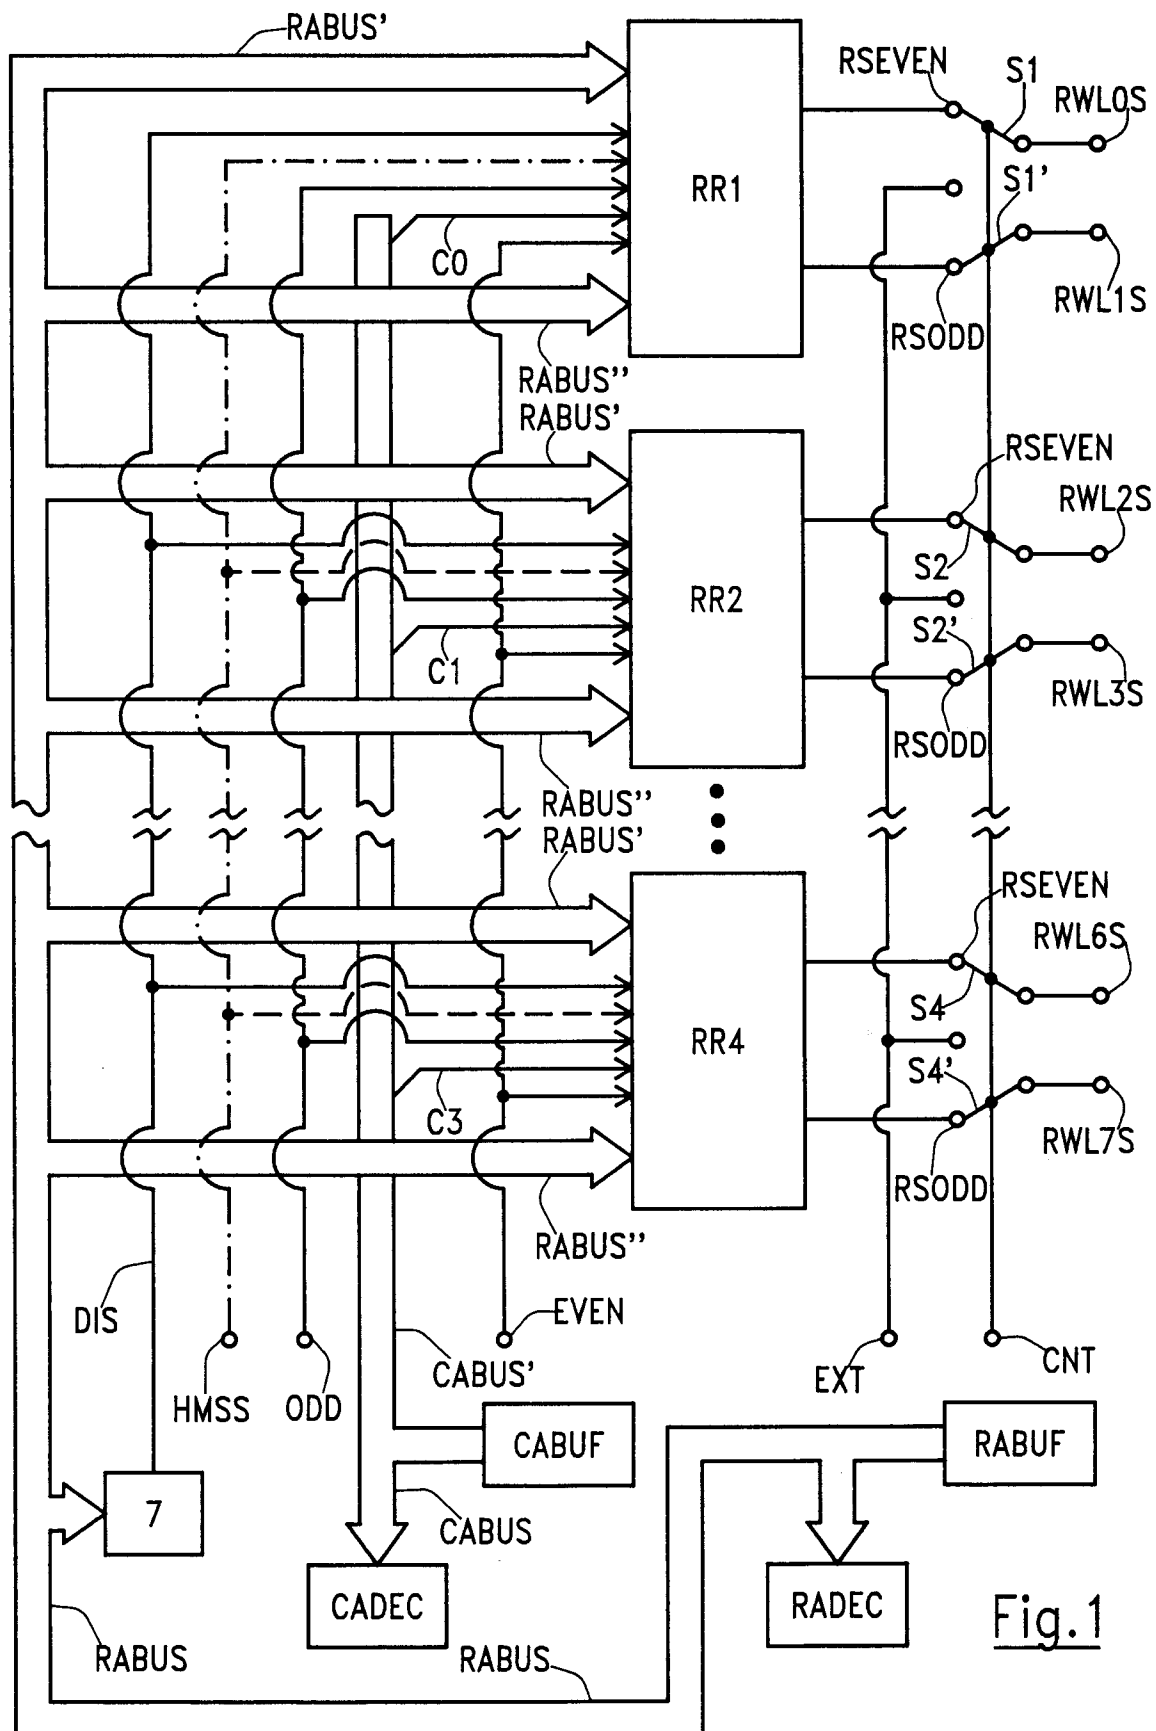 RABUS'
RSEVEN
S1
RWL0S
RR1
S1'
C0
RWL1S
RSODD
RABUS''
RABUS'
RSEVEN
RWL2S
S2
RR2
S2'
C1
RWL3S
RSODD
RABUS''
RABUS'
RSEVEN
RWL6S
S4
RR4
S4'
C3
RWL7S
RSODD
RABUS''
DIS
EVEN
CABUS'
EXT
CNT
HMSS
ODD
CABUF
RABUF
7
CABUS
CADEC
RADEC
Fig.1
RABUS
RABUS